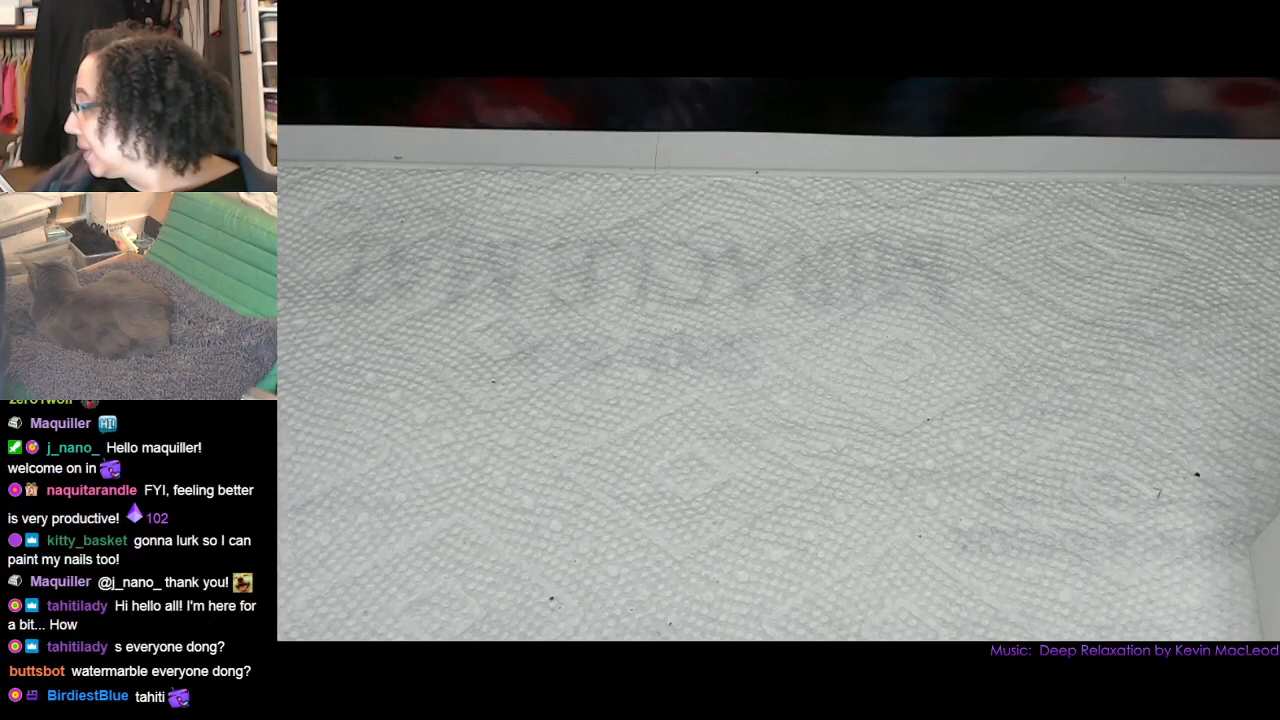 Maquiller HI!
j_nano_ Hello maquiller!
welcome on in
naquitarandle FYI, feeling better
is very productive! 102
kitty_basket gonna lurk so I can
paint my nails too!
Maquiller @j_nano_ thank you!
tahitilady Hi hello all! I'm here for
a bit... How
tahitilady s everyone dong?
buttsbot watermarble everyone dong?
BirdiestBlue tahiti
Music: Deep Relaxation by Kevin MacLeod